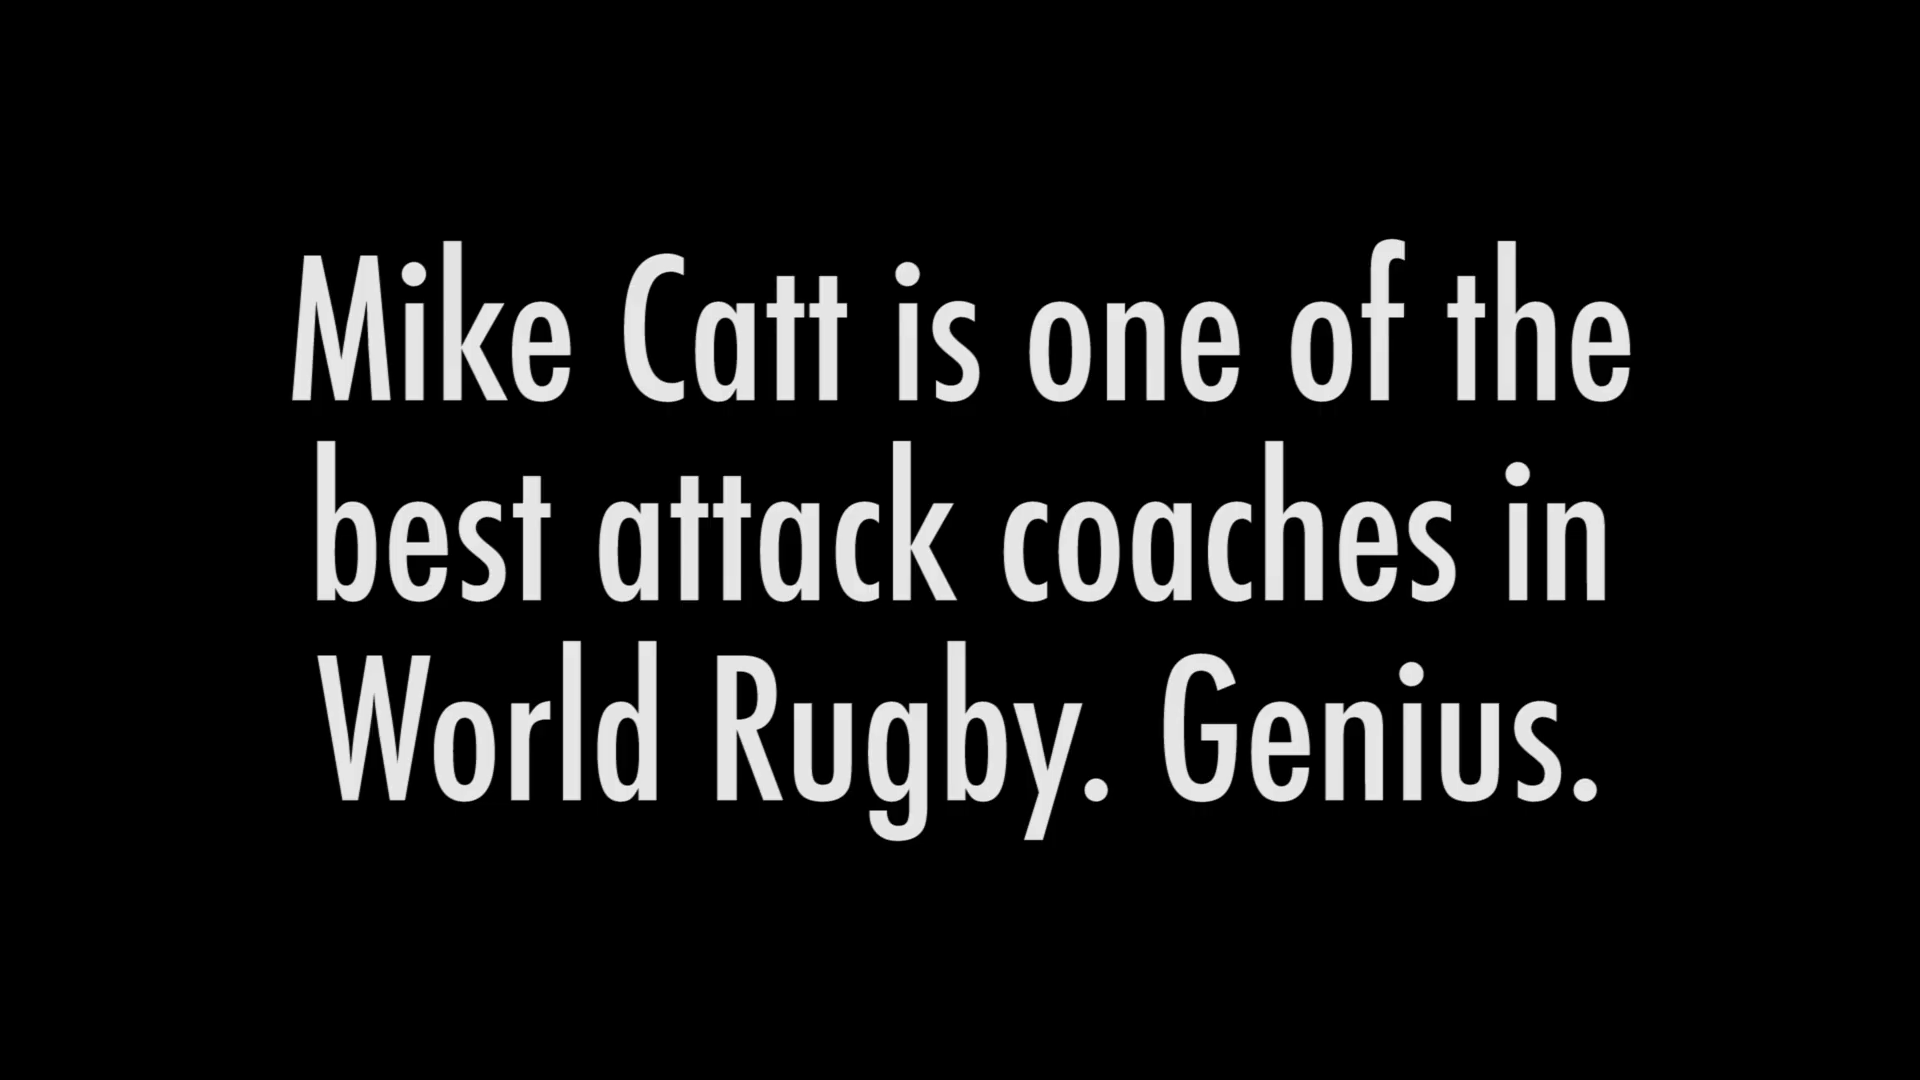 Mike Catt is one of the
best attack coaches in
World Rugby. Genius.